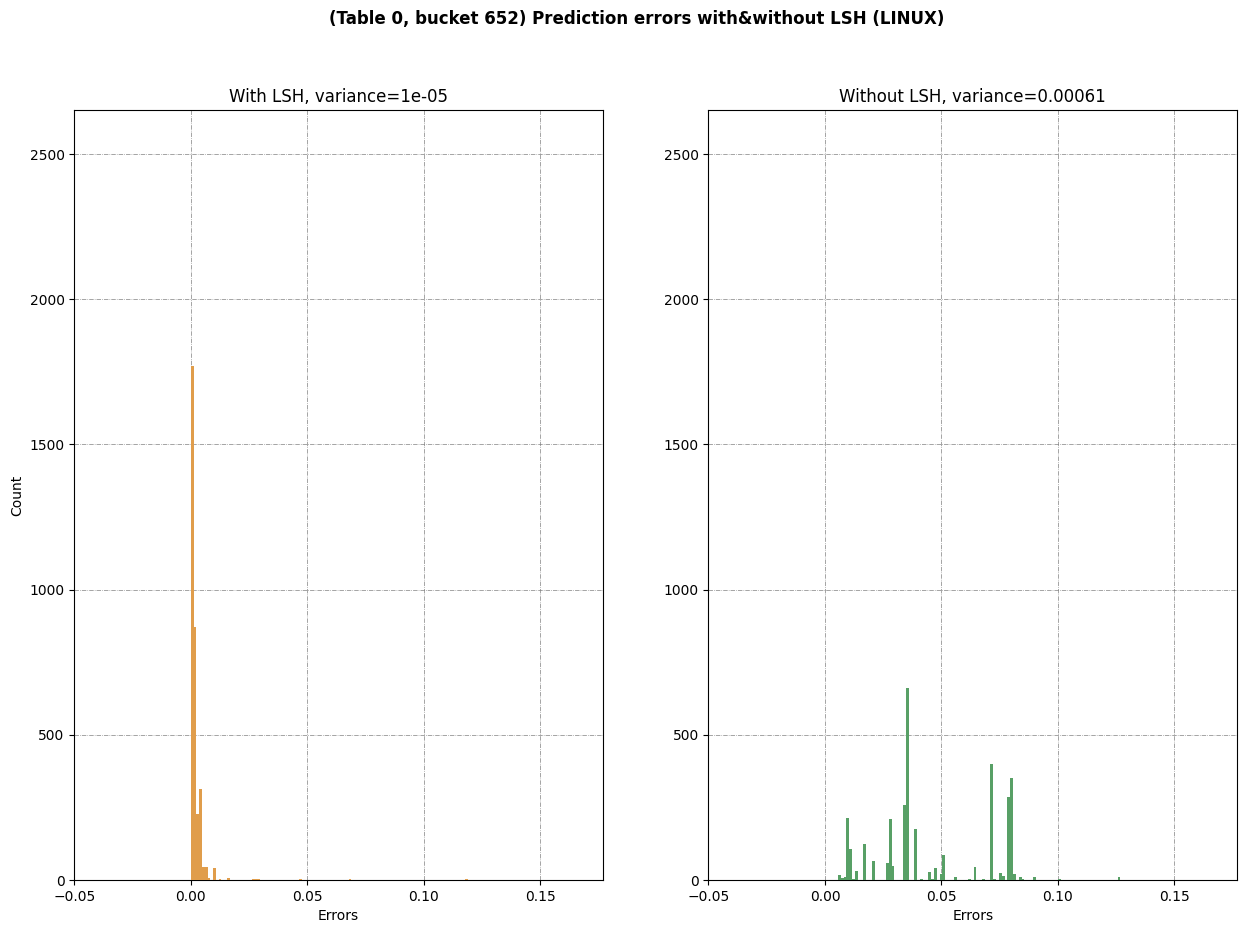 (Table 0, bucket 652) Prediction errors with&without LSH (LINUX)
With LSH, variance=1e-05
2500
2000
1500
1000
500
0
Count
−0.05 0.00 0.05 0.10 0.15
Errors
Without LSH, variance=0.00061
2500
2000
1500
1000
500
0
−0.05 0.00 0.05 0.10 0.15
Errors